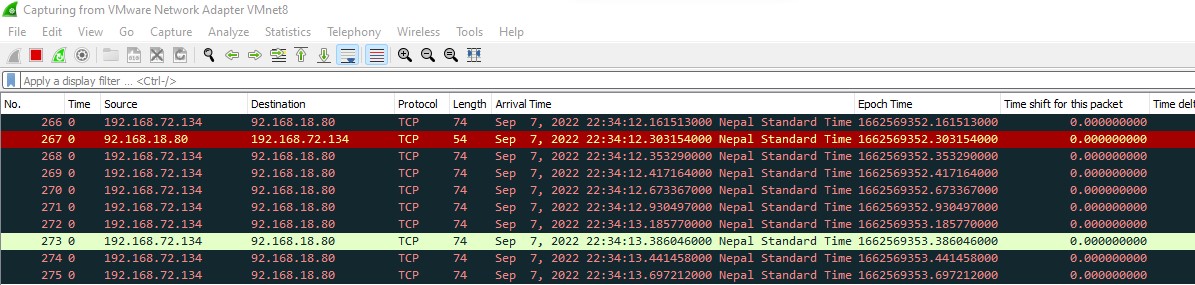 Capturing from VMware Network Adapter VMnet8
File Edit View Go Capture Analyze Statistics Telephony Wireless Tools Help
Apply a display filter ... <Ctrl-/>
No. Time Source Destination Protocol Length Arrival Time Epoch Time Time shift for this packet Time delt
266 0 192.168.72.134 92.168.18.80 TCP 74 Sep 7, 2022 22:34:12.161513000 Nepal Standard Time 1662569352.161513000 0.000000000
267 0 92.168.18.80 192.168.72.134 TCP 54 Sep 7, 2022 22:34:12.303154000 Nepal Standard Time 1662569352.303154000 0.000000000
268 0 192.168.72.134 92.168.18.80 TCP 74 Sep 7, 2022 22:34:12.353290000 Nepal Standard Time 1662569352.353290000 0.000000000
269 0 192.168.72.134 92.168.18.80 TCP 74 Sep 7, 2022 22:34:12.417164000 Nepal Standard Time 1662569352.417164000 0.000000000
270 0 192.168.72.134 92.168.18.80 TCP 74 Sep 7, 2022 22:34:12.673367000 Nepal Standard Time 1662569352.673367000 0.000000000
271 0 192.168.72.134 92.168.18.80 TCP 74 Sep 7, 2022 22:34:12.930497000 Nepal Standard Time 1662569352.930497000 0.000000000
272 0 192.168.72.134 92.168.18.80 TCP 74 Sep 7, 2022 22:34:13.185770000 Nepal Standard Time 1662569353.185770000 0.000000000
273 0 192.168.72.134 92.168.18.80 TCP 74 Sep 7, 2022 22:34:13.386046000 Nepal Standard Time 1662569353.386046000 0.000000000
274 0 192.168.72.134 92.168.18.80 TCP 74 Sep 7, 2022 22:34:13.441458000 Nepal Standard Time 1662569353.441458000 0.000000000
275 0 192.168.72.134 92.168.18.80 TCP 74 Sep 7, 2022 22:34:13.697212000 Nepal Standard Time 1662569353.697212000 0.000000000